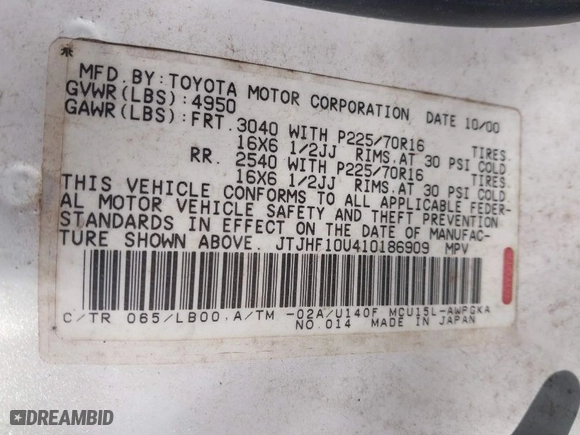 *
MFD. BY: TOYOTA MOTOR CORPORATION DATE 10/00
GVWR(LBS):4950
GAWR(LBS):FRT. 3040 WITH P225/70R16 TIRES
16X6 1/2JJ RIMS.AT 30 PSI COLD
RR. 2540 WITH P225/70R16 TIRES
16X6 1/2JJ RIMS.AT 30 PSI COLD
THIS VEHICLE CONFORMS TO ALL APPLICABLE FEDER-
AL MOTOR VEHICLE SAFETY AND THEFT PREVENTION
STANDARDS IN EFFECT ON THE DATE OF MANUFAC-
TURE SHOWN ABOVE. JTJHF10U410186909 MPV
C/TR 065/LB00,A/TM -02A/U140F MCU15L-AWPGKA
NO.014 MADE IN JAPAN
DREAMBID